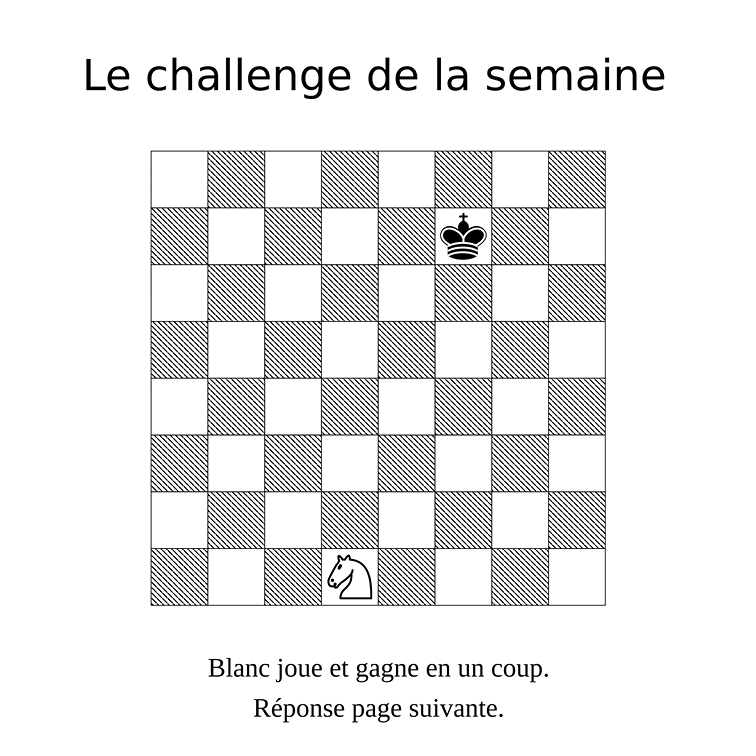 Le challenge de la semaine
Blanc joue et gagne en un coup.
Réponse page suivante.